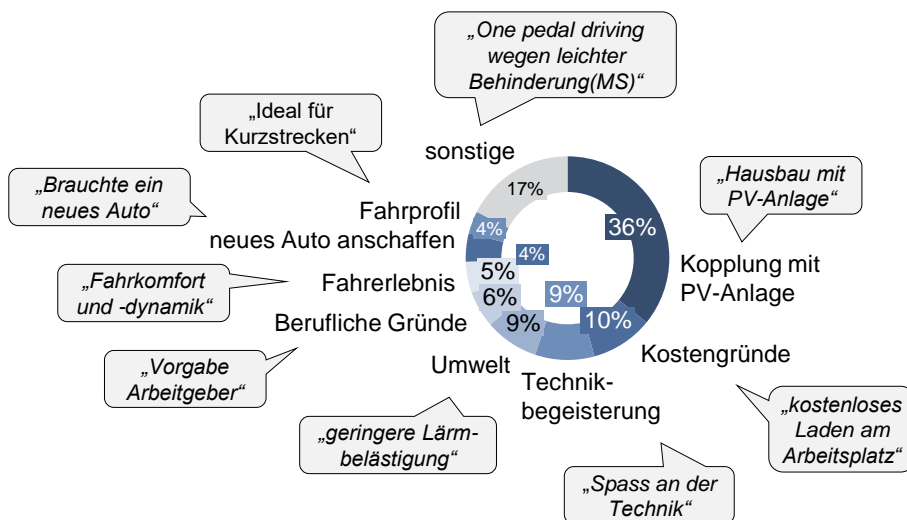 „One pedal driving
wegen leichter
Behinderung(MS)“
„Ideal für
Kurzstrecken“
sonstige
„Brauchte ein
neues Auto“
17%
„Hausbau mit
PV-Anlage“
Fahrprofil
4%
36%
neues Auto anschaffen
4%
Kopplung mit
PV-Anlage
„Fahrkomfort
und -dynamik“
Fahrerlebnis
5%
Berufliche Gründe
6%
9%
9%
10%
„Vorgabe
Arbeitgeber“
Umwelt
Technik-
begeisterung
Kostengründe
„geringere Lärm-
belästigung“
„kostenloses
Laden am
Arbeitsplatz“
„Spass an der
Technik“